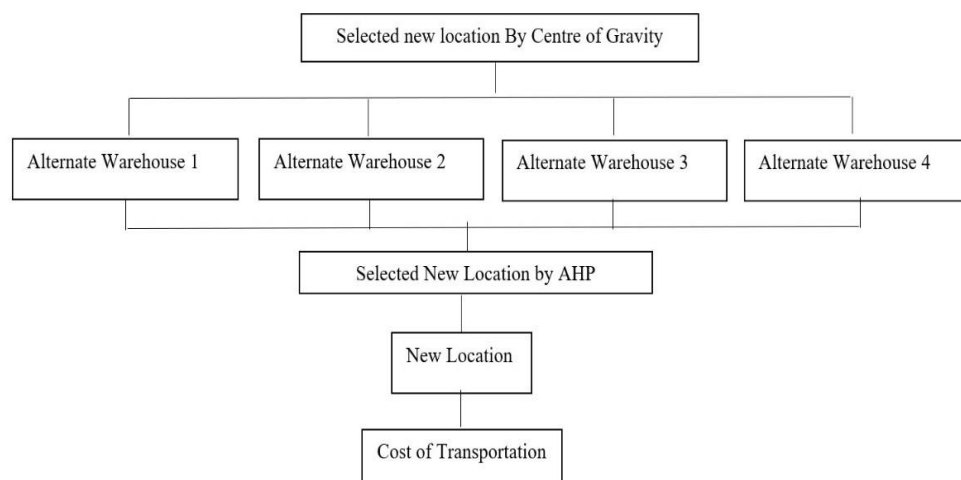 Selected new location By Centre of Gravity
Alternate Warehouse 1
Alternate Warehouse 2
Alternate Warehouse 3
Alternate Warehouse 4
Selected New Location by AHP
New Location
Cost of Transportation